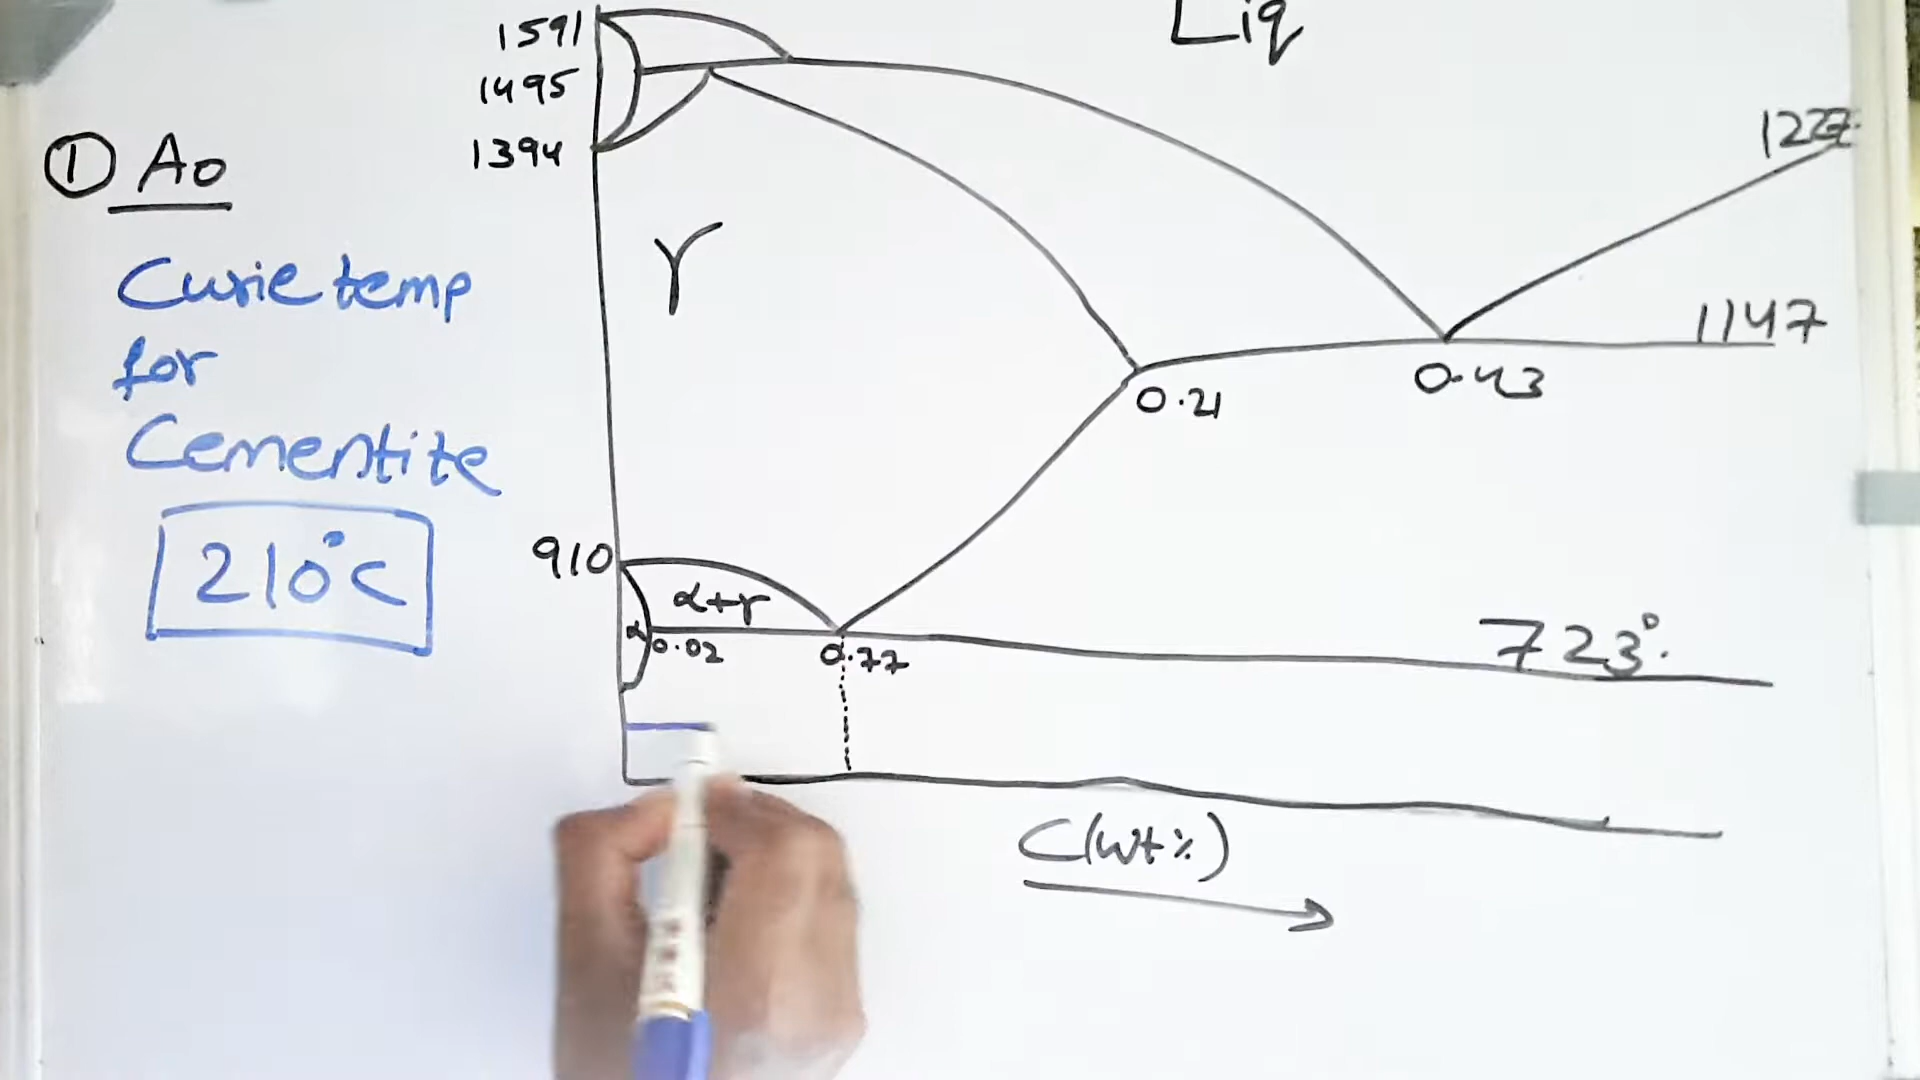 Liq
1591
1495
1394
① Ao
Curie temp
for
Cementite
210°C
γ
1227
1147
0.21
0.43
910
α+γ
α
0.02
0.77
723°.
C(wt%)